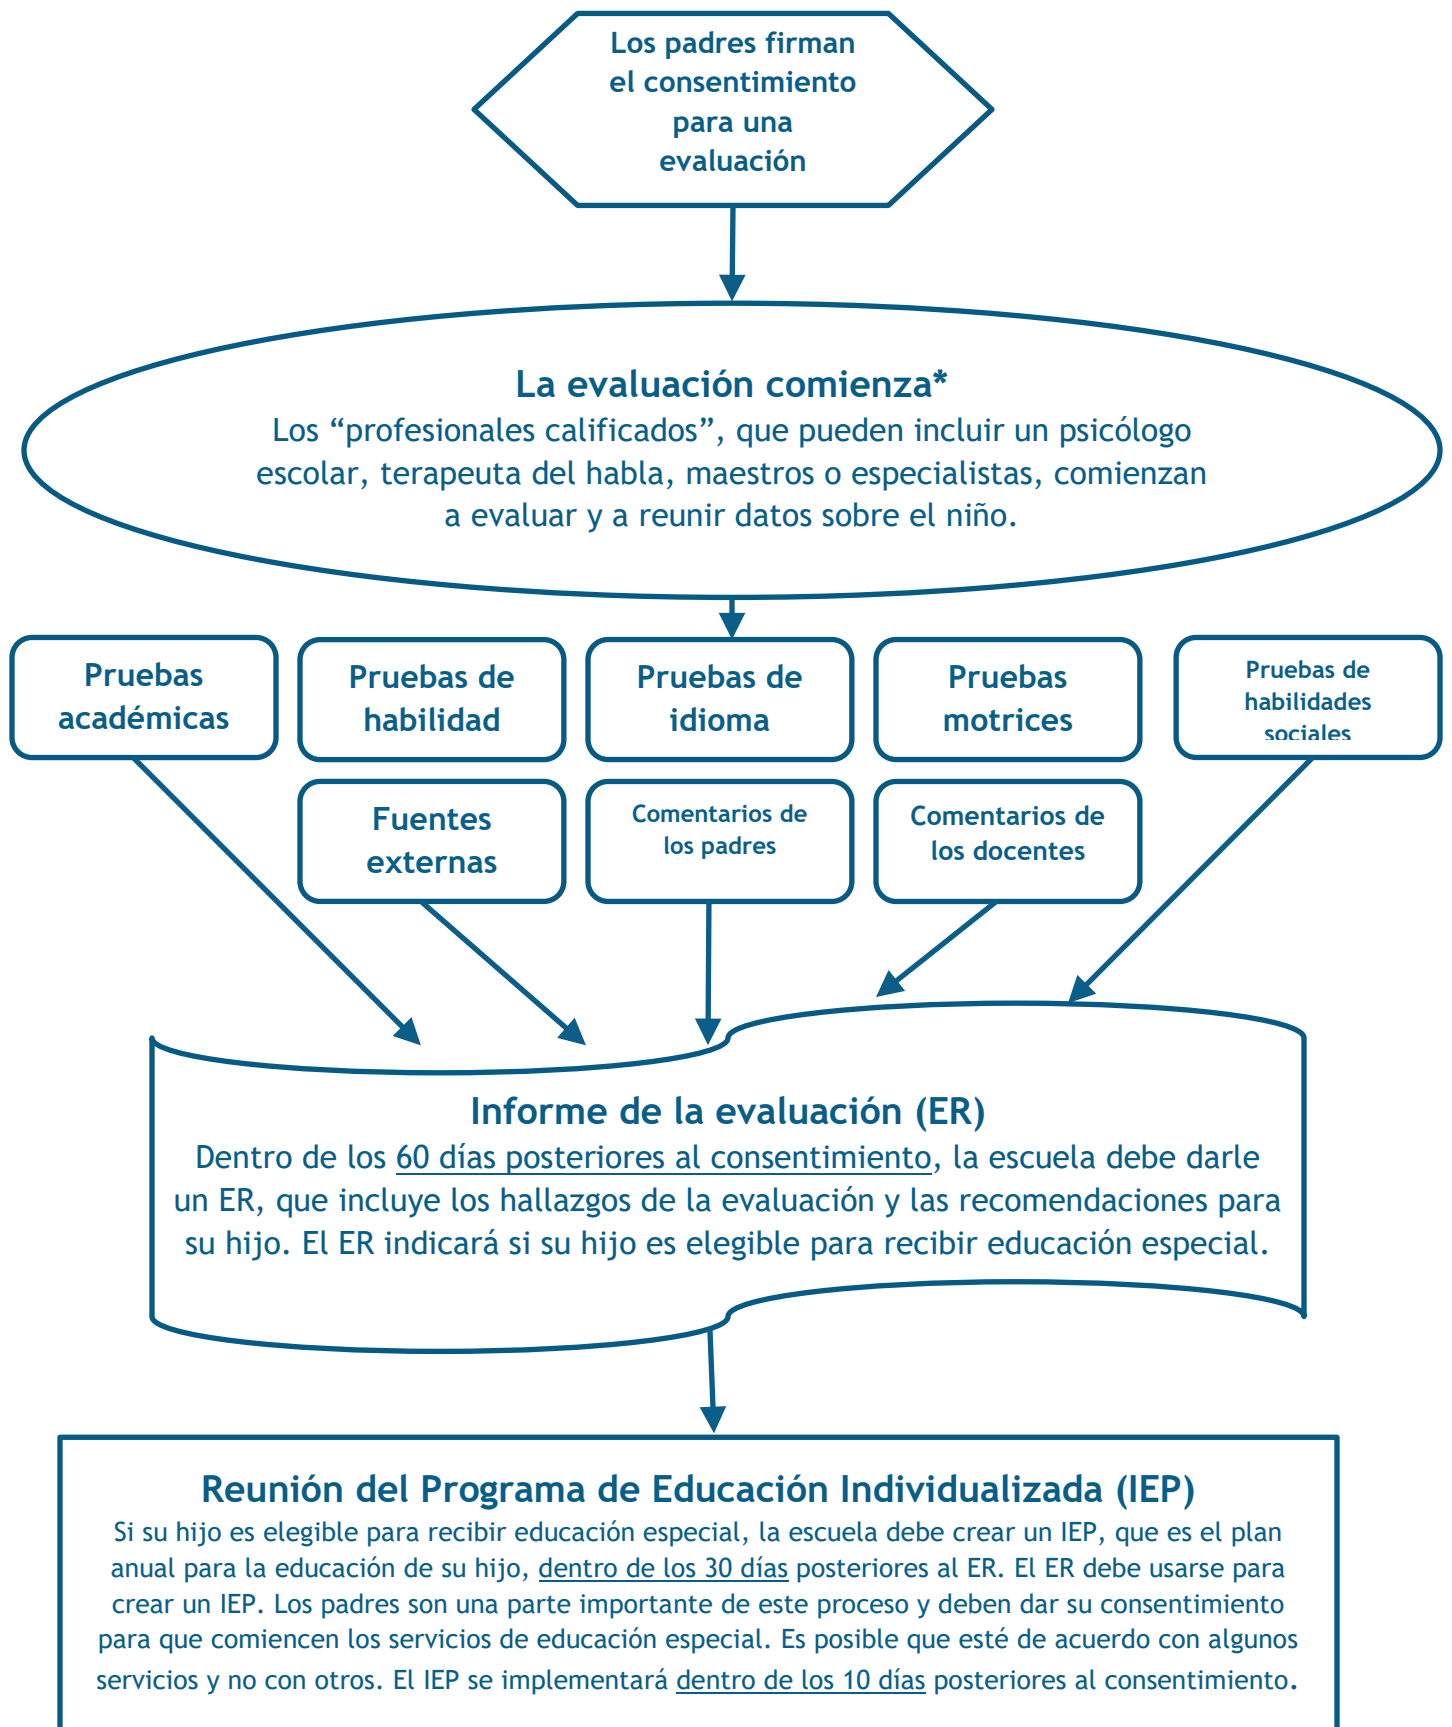 Los padres firman
el consentimiento
para una
evaluación
La evaluación comienza*
Los “profesionales calificados”, que pueden incluir un psicólogo
escolar, terapeuta del habla, maestros o especialistas, comienzan
a evaluar y a reunir datos sobre el niño.
Pruebas
académicas
Pruebas de
habilidad
Pruebas de
idioma
Pruebas
motrices
Pruebas de
habilidades
sociales
Fuentes
externas
Comentarios de
los padres
Comentarios de
los docentes
Informe de la evaluación (ER)
Dentro de los 60 días posteriores al consentimiento, la escuela debe darle
un ER, que incluye los hallazgos de la evaluación y las recomendaciones para
su hijo. El ER indicará si su hijo es elegible para recibir educación especial.
Reunión del Programa de Educación Individualizada (IEP)
Si su hijo es elegible para recibir educación especial, la escuela debe crear un IEP, que es el plan
anual para la educación de su hijo, dentro de los 30 días posteriores al ER. El ER debe usarse para
crear un IEP. Los padres son una parte importante de este proceso y deben dar su consentimiento
para que comiencen los servicios de educación especial. Es posible que esté de acuerdo con algunos
servicios y no con otros. El IEP se implementará dentro de los 10 días posteriores al consentimiento.